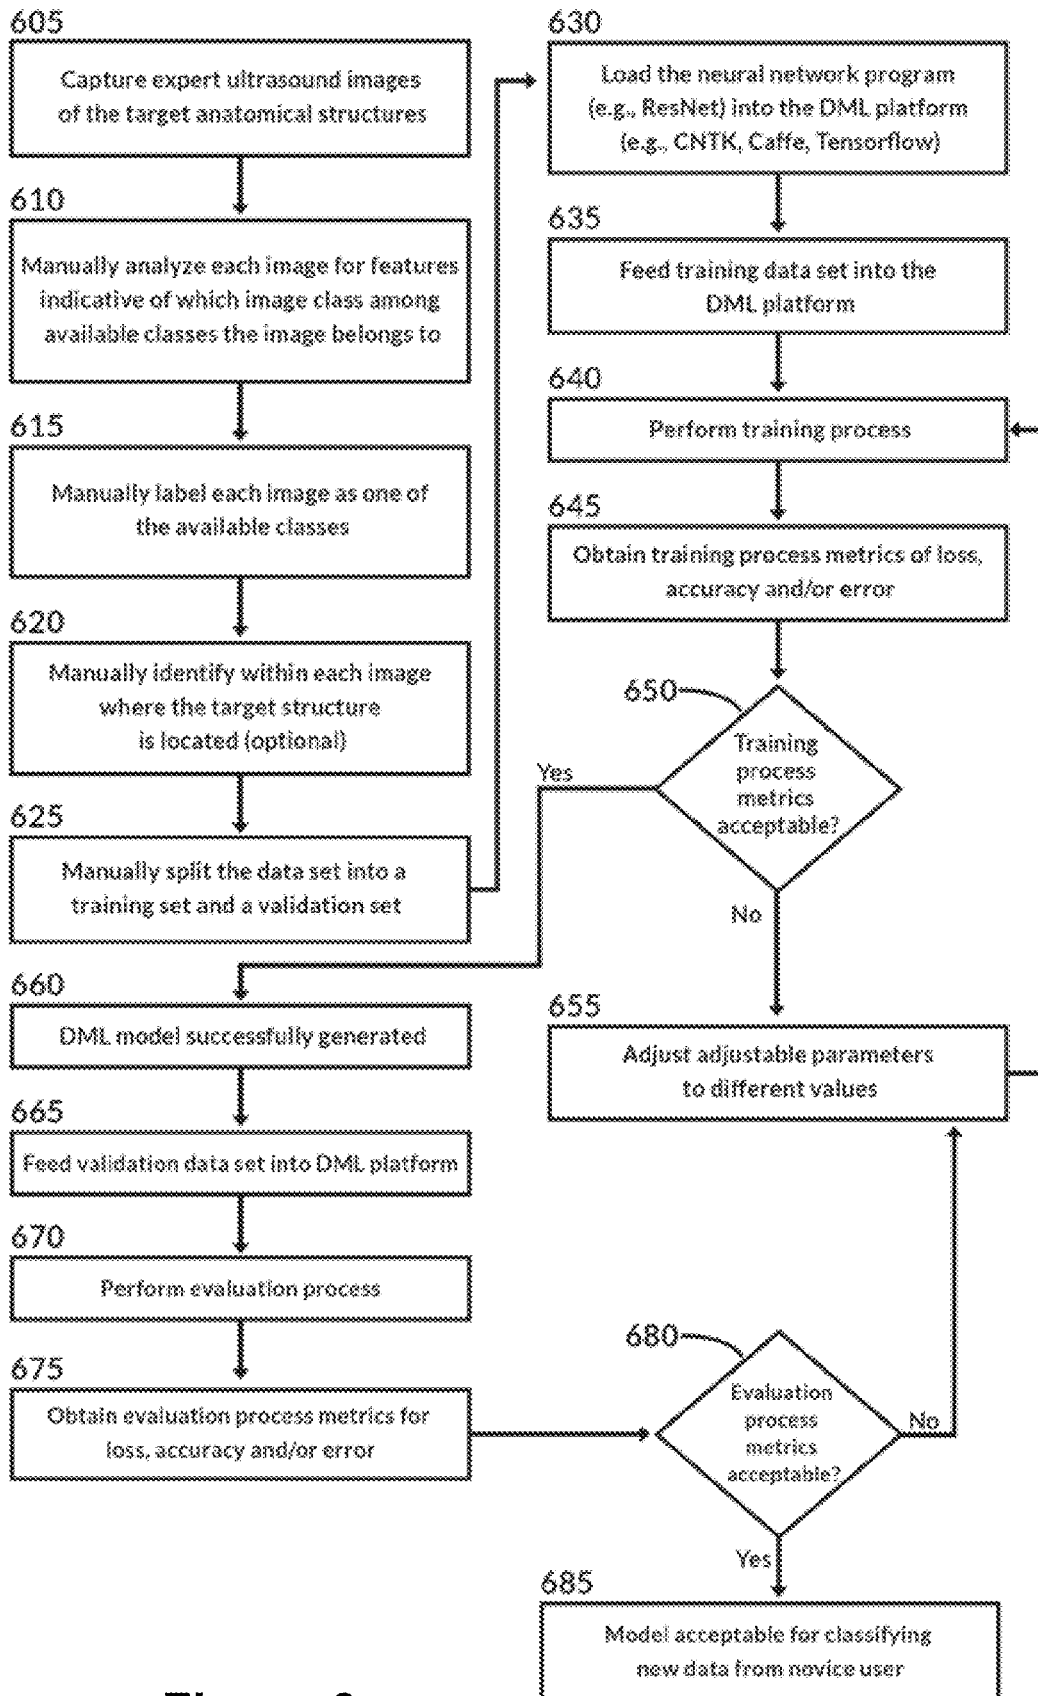 605
Capture expert ultrasound images
of the target anatomical structures
610
Manually analyze each image for features
indicative of which image class among
available classes the image belongs to
615
Manually label each image as one of
the available classes
620
Manually identify within each image
where the target structure
is located (optional)
625
Manually split the data set into a
training set and a validation set
630
Load the neural network program
(e.g., ResNet) into the DML platform
(e.g., CNTK, Caffe, Tensorflow)
635
Feed training data set into the
DML platform
640
Perform training process
645
Obtain training process metrics of loss,
accuracy and/or error
650
Training
process
metrics
acceptable?
Yes
No
655
Adjust adjustable parameters
to different values
660
DML model successfully generated
665
Feed validation data set into DML platform
670
Perform evaluation process
675
Obtain evaluation process metrics for
loss, accuracy and/or error
680
Evaluation
process
metrics
acceptable?
No
Yes
685
Model acceptable for classifying
new data from novice user